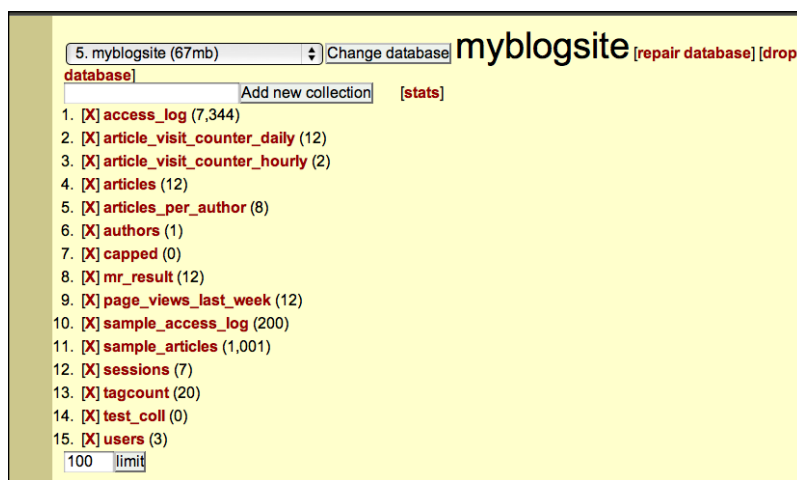 5. myblogsite (67mb) Change database myblogsite [repair database] [drop
database]
Add new collection [stats]
1. [X] access_log (7,344)
2. [X] article_visit_counter_daily (12)
3. [X] article_visit_counter_hourly (2)
4. [X] articles (12)
5. [X] articles_per_author (8)
6. [X] authors (1)
7. [X] capped (0)
8. [X] mr_result (12)
9. [X] page_views_last_week (12)
10. [X] sample_access_log (200)
11. [X] sample_articles (1,001)
12. [X] sessions (7)
13. [X] tagcount (20)
14. [X] test_coll (0)
15. [X] users (3)
100 limit